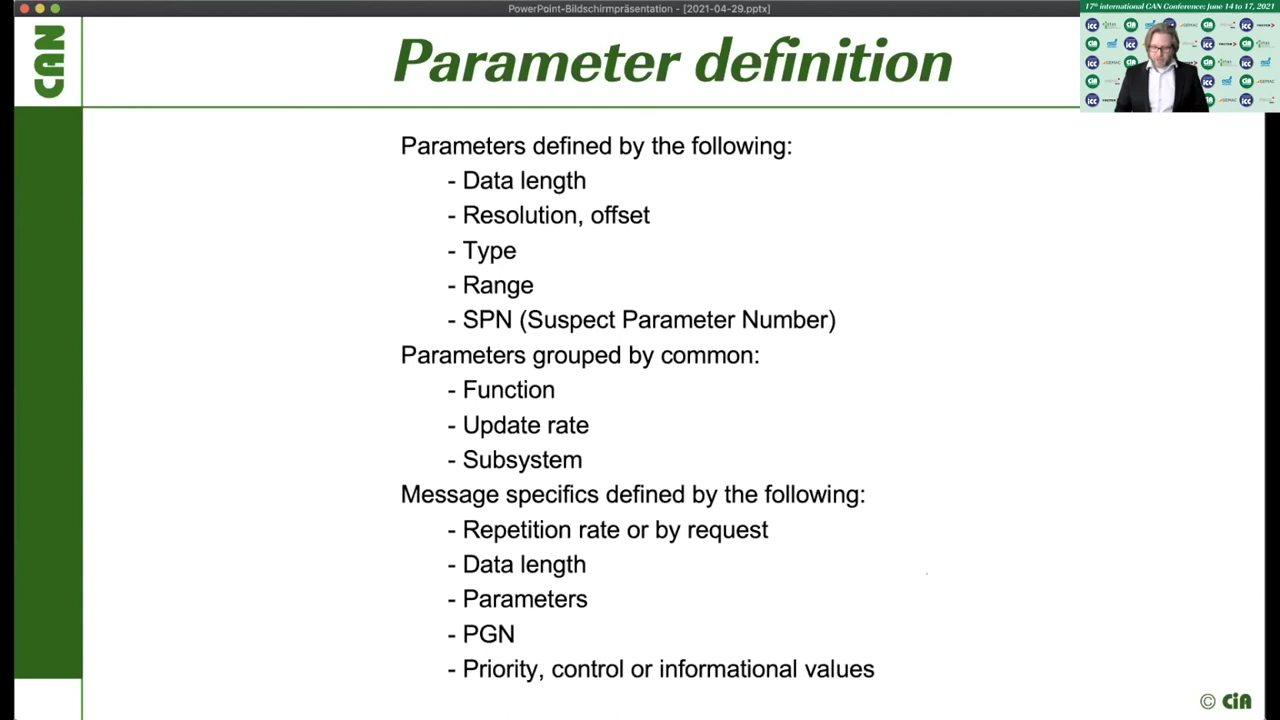 PowerPoint-Bildschirmpräsentation - [2021-04-29.pptx]
17th international CAN Conference: June 14 to 17, 2021
CAN
Parameter definition
Parameters defined by the following:
- Data length
- Resolution, offset
- Type
- Range
- SPN (Suspect Parameter Number)
Parameters grouped by common:
- Function
- Update rate
- Subsystem
Message specifics defined by the following:
- Repetition rate or by request
- Data length
- Parameters
- PGN
- Priority, control or informational values
© CiA